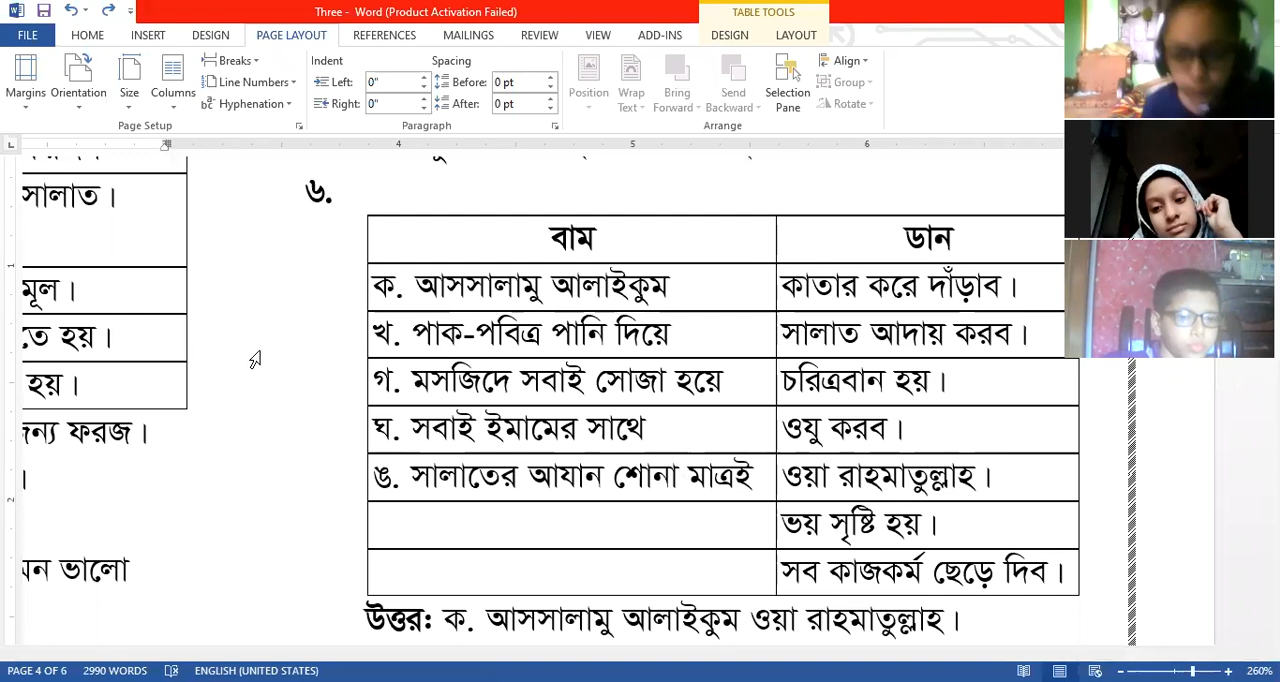 Three - Word (Product Activation Failed)
TABLE TOOLS
FILE HOME INSERT DESIGN PAGE LAYOUT REFERENCES MAILINGS REVIEW VIEW ADD-INS DESIGN LAYOUT
Margins
Orientation
Size
Columns
Breaks
Line Numbers
Hyphenation
Page Setup
Indent
Left: 0"
Right: 0"
Spacing
Before: 0 pt
After: 0 pt
Paragraph
Position
Wrap Text
Bring Forward
Send Backward
Selection Pane
Align
Group
Rotate
Arrange
4 5 6
1
2
সালাত।
মূল।
তে হয়।
হয়।
ফরজ।
ভালো
৬.
বাম ডান
ক. আসসালামু আলাইকুম কাতার করে দাঁড়াব।
খ. পাক-পবিত্র পানি দিয়ে সালাত আদায় করব।
গ. মসজিদে সবাই সোজা হয়ে চরিত্রবান হয়।
ঘ. সবাই ইমামের সাথে ওযু করব।
ঙ. সালাতের আযান শোনা মাত্রই ওয়া রাহমাতুল্লাহ।
ভয় সৃষ্টি হয়।
সব কাজকর্ম ছেড়ে দিব।
উত্তর: ক. আসসালামু আলাইকুম ওয়া রাহমাতুল্লাহ।
PAGE 4 OF 6 2990 WORDS ENGLISH (UNITED STATES) 260%